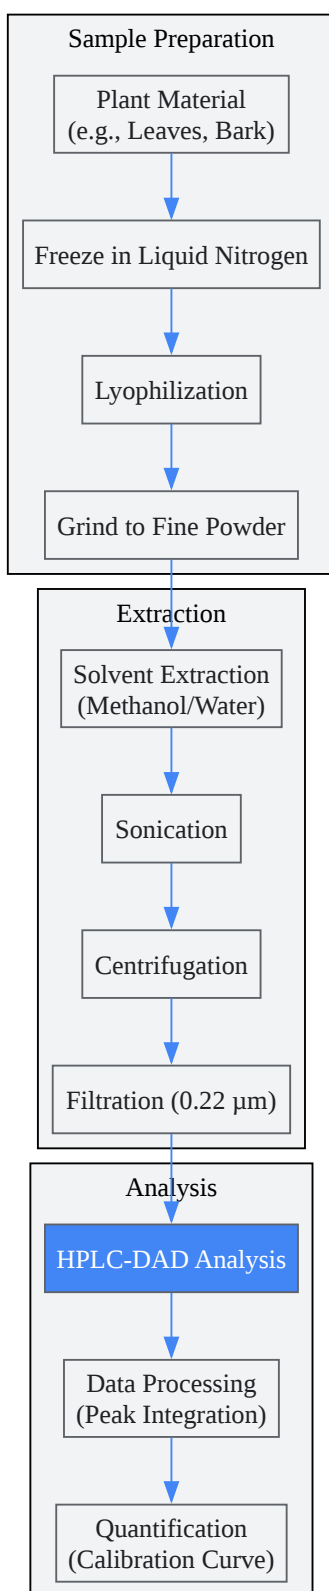 Sample Preparation
Plant Material
(e.g., Leaves, Bark)
Freeze in Liquid Nitrogen
Lyophilization
Grind to Fine Powder
Extraction
Solvent Extraction
(Methanol/Water)
Sonication
Centrifugation
Filtration (0.22 µm)
Analysis
HPLC-DAD Analysis
Data Processing
(Peak Integration)
Quantification
(Calibration Curve)